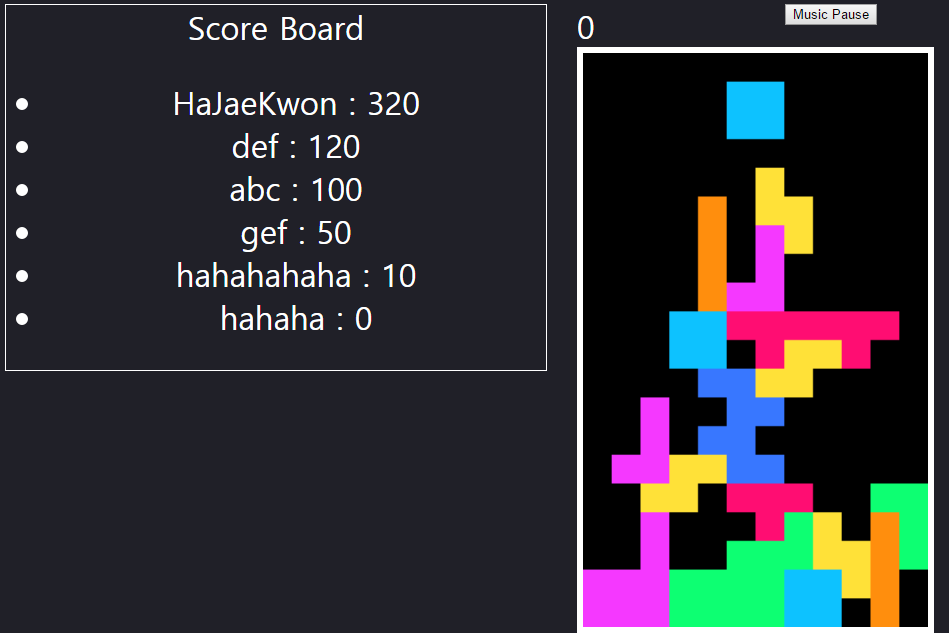 Score Board
HaJaeKwon : 320
def : 120
abc : 100
gef : 50
hahahahaha : 10
hahaha : 0
0
Music Pause